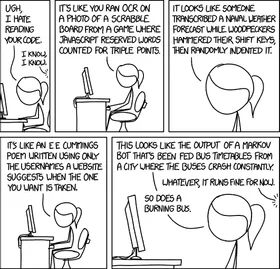 UGH,
I HATE
READING
YOUR CODE.
I KNOW,
I KNOW.
IT'S LIKE YOU RAN OCR ON
A PHOTO OF A SCRABBLE
BOARD FROM A GAME WHERE
JAVASCRIPT RESERVED WORDS
COUNTED FOR TRIPLE POINTS.
IT LOOKS LIKE SOMEONE
TRANSCRIBED A NAVAL WEATHER
FORECAST WHILE WOODPECKERS
HAMMERED THEIR SHIFT KEYS,
THEN RANDOMLY INDENTED IT.
IT'S LIKE AN E E CUMMINGS
POEM WRITTEN USING ONLY
THE USERNAMES A WEBSITE
SUGGESTS WHEN THE ONE
YOU WANT IS TAKEN.
THIS LOOKS LIKE THE OUTPUT OF A MARKOV
BOT THAT'S BEEN FED BUS TIMETABLES FROM
A CITY WHERE THE BUSES CRASH CONSTANTLY.
WHATEVER, IT RUNS FINE FOR NOW.
SO DOES A
BURNING BUS.